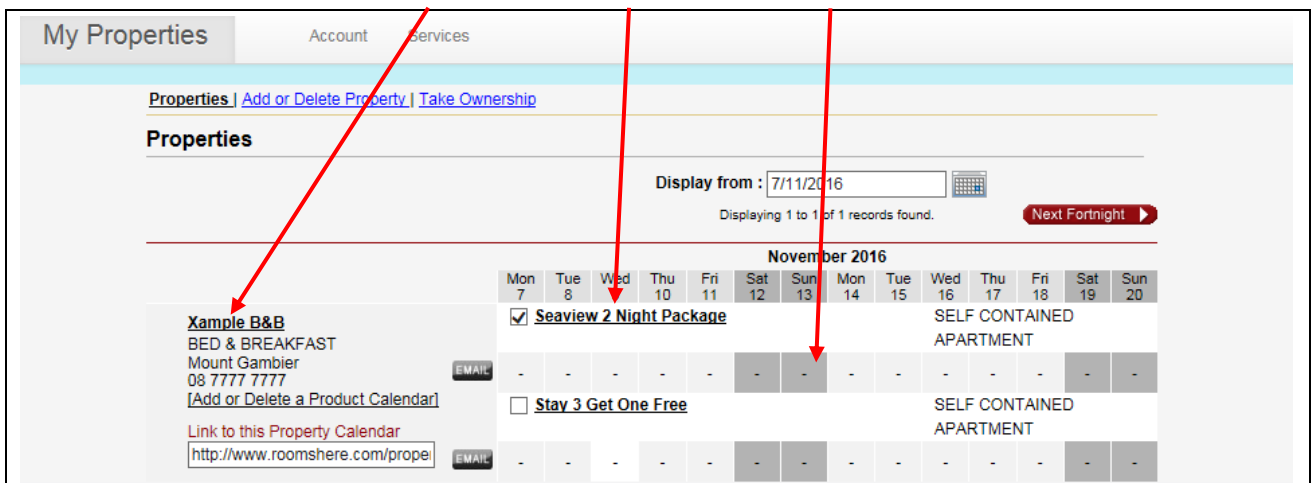 My Properties Account Services
Properties | Add or Delete Property | Take Ownership
Properties
Display from : 7/11/2016
Displaying 1 to 1 of 1 records found. Next Fortnight
November 2016
Mon Tue Wed Thu Fri Sat Sun Mon Tue Wed Thu Fri Sat Sun
7 8 9 10 11 12 13 14 15 16 17 18 19 20
Xample B&B
BED & BREAKFAST
Mount Gambier
08 7777 7777
[Add or Delete a Product Calendar]
Link to this Property Calendar
http://www.roomshere.com/prope
Seaview 2 Night Package SELF CONTAINED
APARTMENT
EMAIL - - - - - - - - - - - - - -
Stay 3 Get One Free SELF CONTAINED
APARTMENT
EMAIL - - - - - - - - - - - - - -